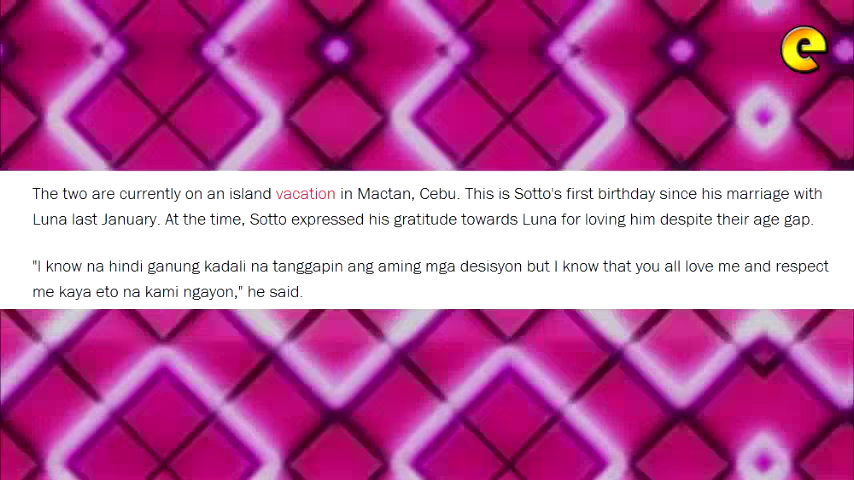 e
The two are currently on an island vacation in Mactan, Cebu. This is Sotto's first birthday since his marriage with
Luna last January. At the time, Sotto expressed his gratitude towards Luna for loving him despite their age gap.
"I know na hindi ganung kadali na tanggapin ang aming mga desisyon but I know that you all love me and respect
me kaya eto na kami ngayon," he said.